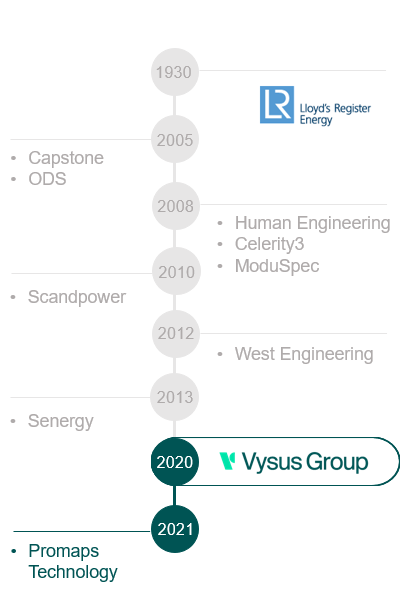 1930
LR
Lloyd's Register
Energy
2005
• Capstone
• ODS
2008
• Human Engineering
• Celerity3
• ModuSpec
2010
• Scandpower
2012
• West Engineering
2013
• Senergy
2020
Vysus Group
2021
• Promaps
Technology